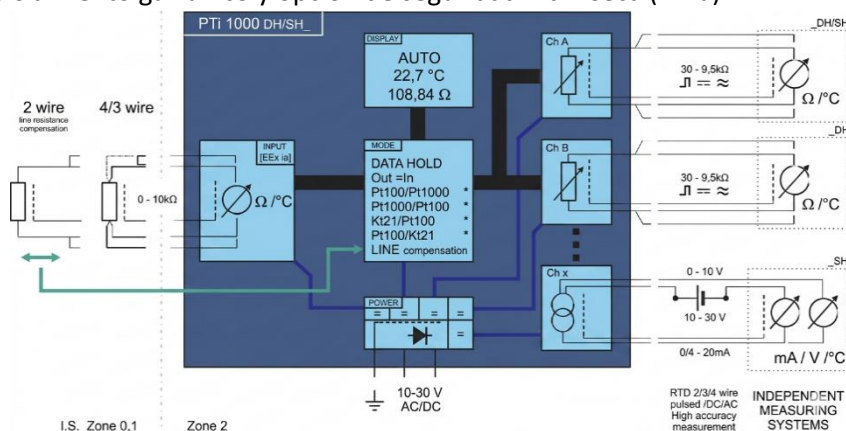 PTi 1000 DH/SH_
DISPLAY
AUTO
22,7 °C
108,84 Ω
Ch A
_DH/SH
30 - 9,5kΩ
Ω /°C
2 wire
line resistance
compensation
4/3 wire
0 - 10kΩ
INPUT
[EEx ia]
Ω /°C
MODE
DATA HOLD
Out =In
Pt100/Pt1000 *
Pt1000/Pt100 *
Kt21/Pt100 *
Pt100/Kt21 *
LINE compensation
Ch B
_DH
30 - 9,5kΩ
Ω /°C
POWER
Ch x
_SH
0 - 10 V
10 - 30 V
0/4 - 20mA
mA / V /°C
10-30 V
AC/DC
I.S. Zone 0,1
Zone 2
RTD 2/3/4 wire
pulsed /DC/AC
High accuracy
measurement
INDEPENDENT
MEASURING
SYSTEMS